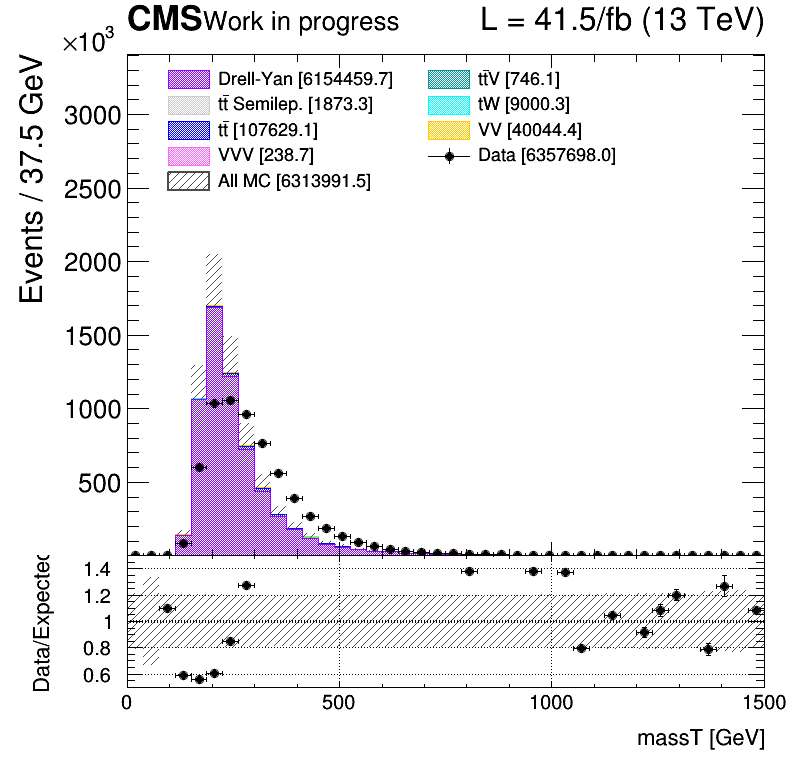 CMS Work in progress L = 41.5/fb (13 TeV)
×10³
Events / 37.5 GeV
Drell-Yan [6154459.7]
tt̄ Semilep. [1873.3]
tt̄ [107629.1]
VVV [238.7]
All MC [6313991.5]
tt̄V [746.1]
tW [9000.3]
VV [40044.4]
Data [6357698.0]
3000
2500
2000
1500
1000
500
Data/Expected
1.4
1.2
1
0.8
0.6
0 500 1000 1500
massT [GeV]